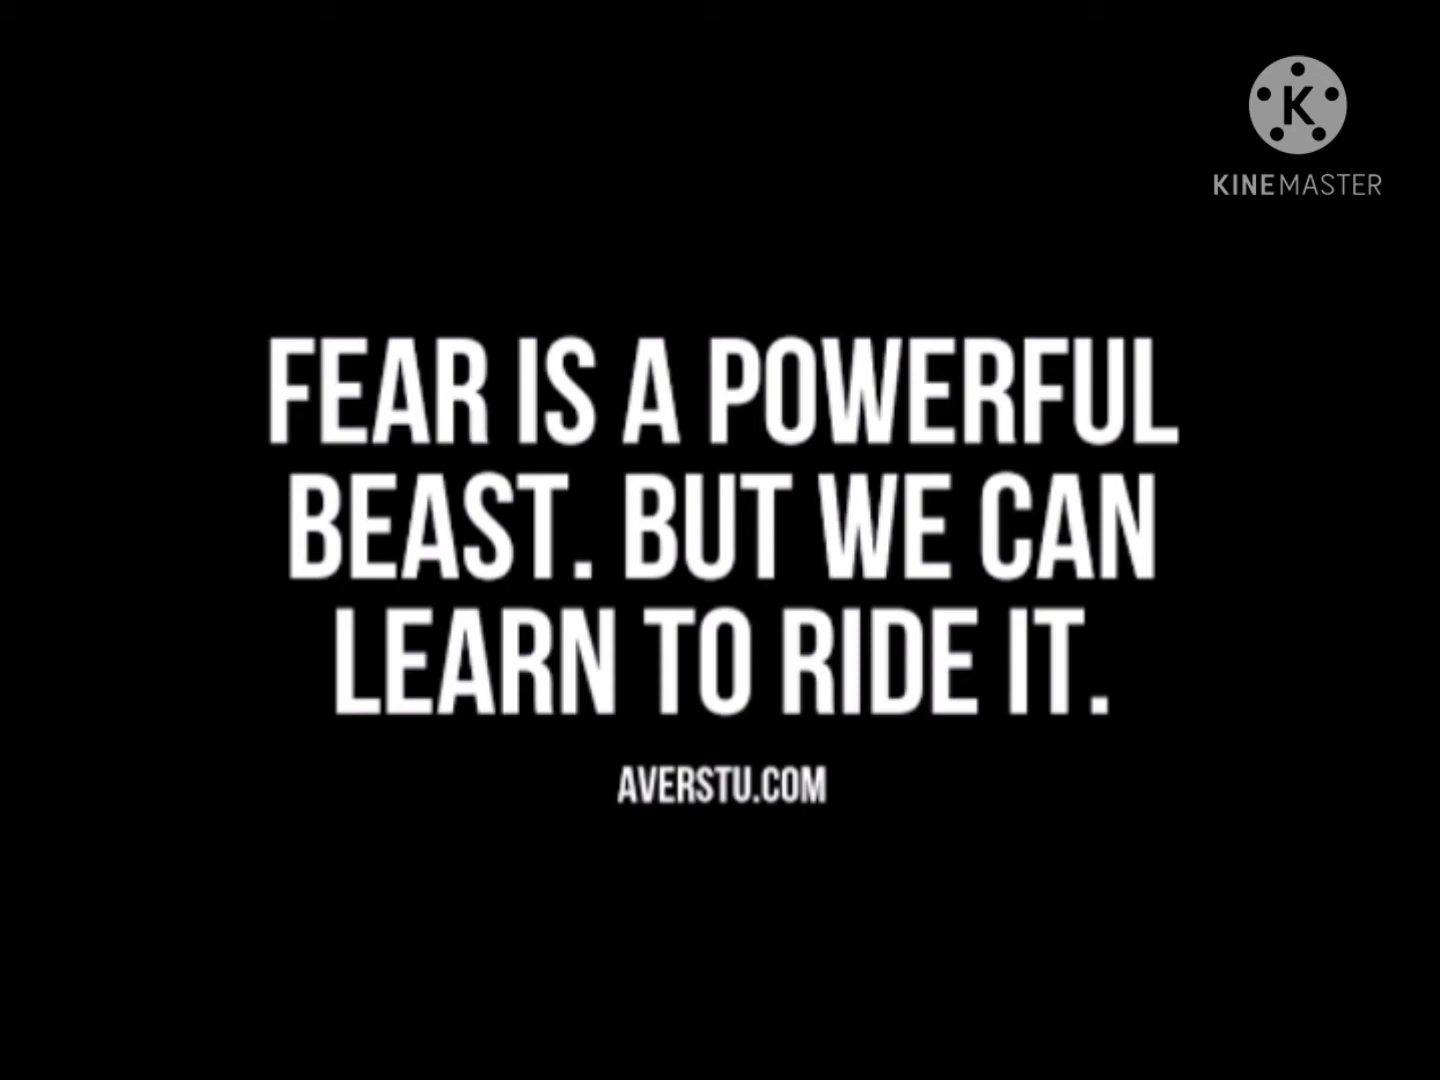 K
KINEMASTER
FEAR IS A POWERFUL
BEAST. BUT WE CAN
LEARN TO RIDE IT.
AVERSTU.COM